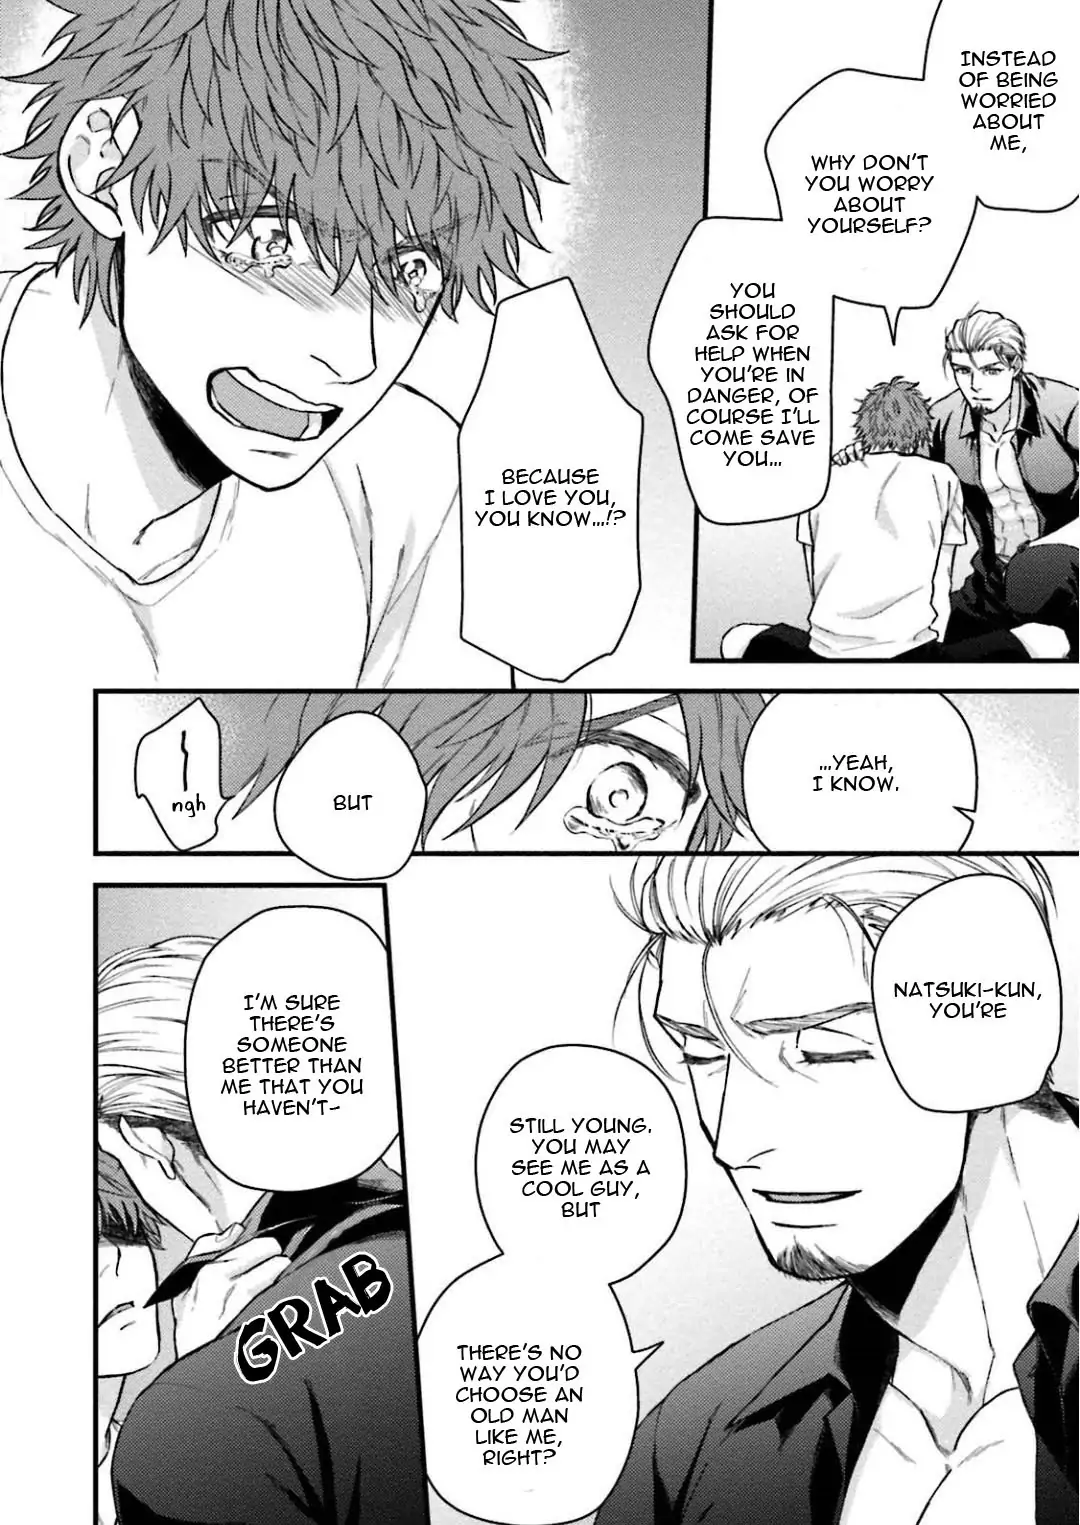 INSTEAD
OF BEING
WORRIED
ABOUT
ME,
WHY DON'T
YOU WORRY
ABOUT
YOURSELF?
YOU
SHOULD
ASK FOR
HELP WHEN
YOU'RE IN
DANGER, OF
COURSE I'LL
COME SAVE
YOU...
BECAUSE
I LOVE YOU,
YOU KNOW...!?
...YEAH,
I KNOW.
BUT
ngh
NATSUKI-KUN,
YOU'RE
STILL YOUNG.
YOU MAY
SEE ME AS A
COOL GUY,
BUT
THERE'S NO
WAY YOU'D
CHOOSE AN
OLD MAN
LIKE ME,
RIGHT?
I'M SURE
THERE'S
SOMEONE
BETTER THAN
ME THAT YOU
HAVEN'T-
GRAB